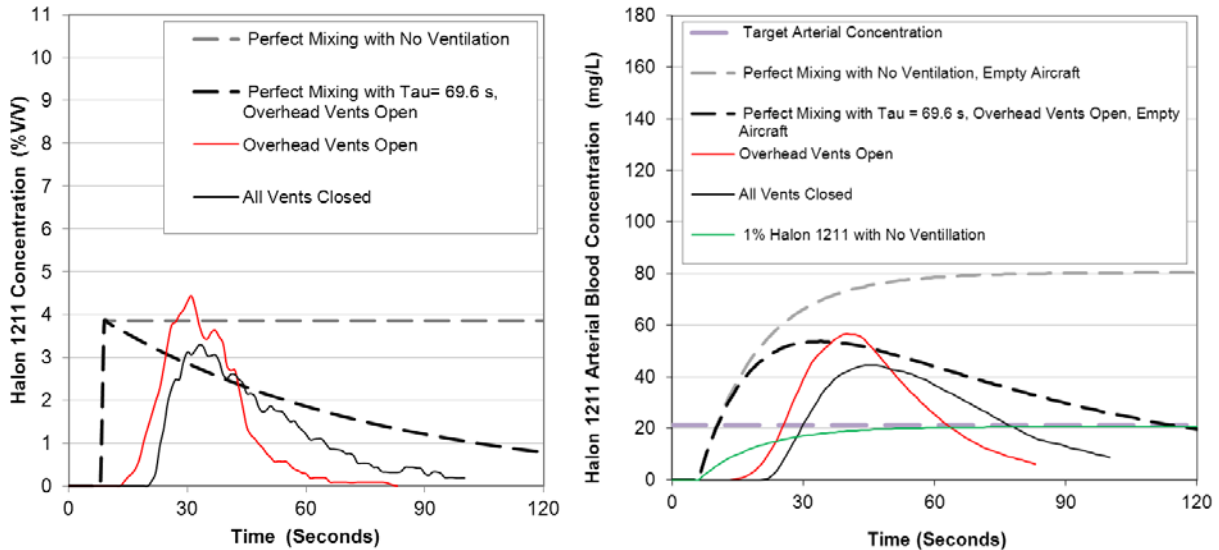 Halon 1211 Concentration (%V/V)
11
10
9
8
7
6
5
4
3
2
1
0
0
30
60
90
120
Time (Seconds)
Perfect Mixing with No Ventilation
Perfect Mixing with Tau= 69.6 s,
Overhead Vents Open
Overhead Vents Open
All Vents Closed
Halon 1211 Arterial Blood Concentration (mg/L)
180
160
140
120
100
80
60
40
20
0
0
30
60
90
120
Time (Seconds)
Target Arterial Concentration
Perfect Mixing with No Ventilation, Empty Aircraft
Perfect Mixing with Tau = 69.6 s, Overhead Vents Open, Empty
Aircraft
Overhead Vents Open
All Vents Closed
1% Halon 1211 with No Ventillation